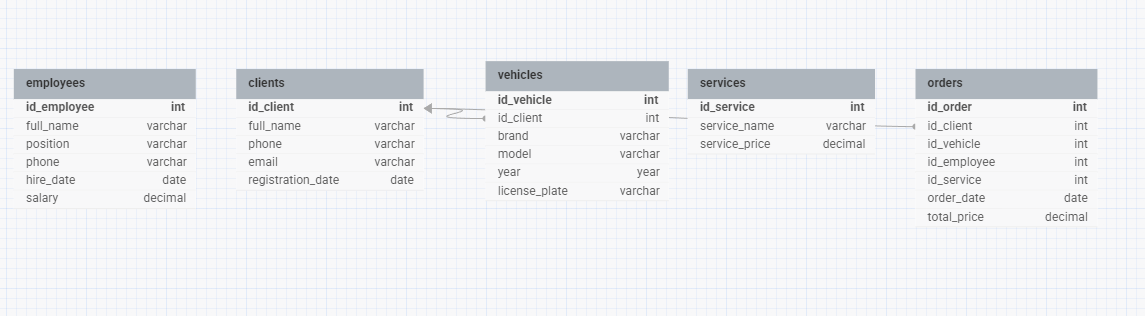 employees
id_employee int
full_name varchar
position varchar
phone varchar
hire_date date
salary decimal
clients
id_client int
full_name varchar
phone varchar
email varchar
registration_date date
vehicles
id_vehicle int
id_client int
brand varchar
model varchar
year year
license_plate varchar
services
id_service int
service_name varchar
service_price decimal
orders
id_order int
id_client int
id_vehicle int
id_employee int
id_service int
order_date date
total_price decimal